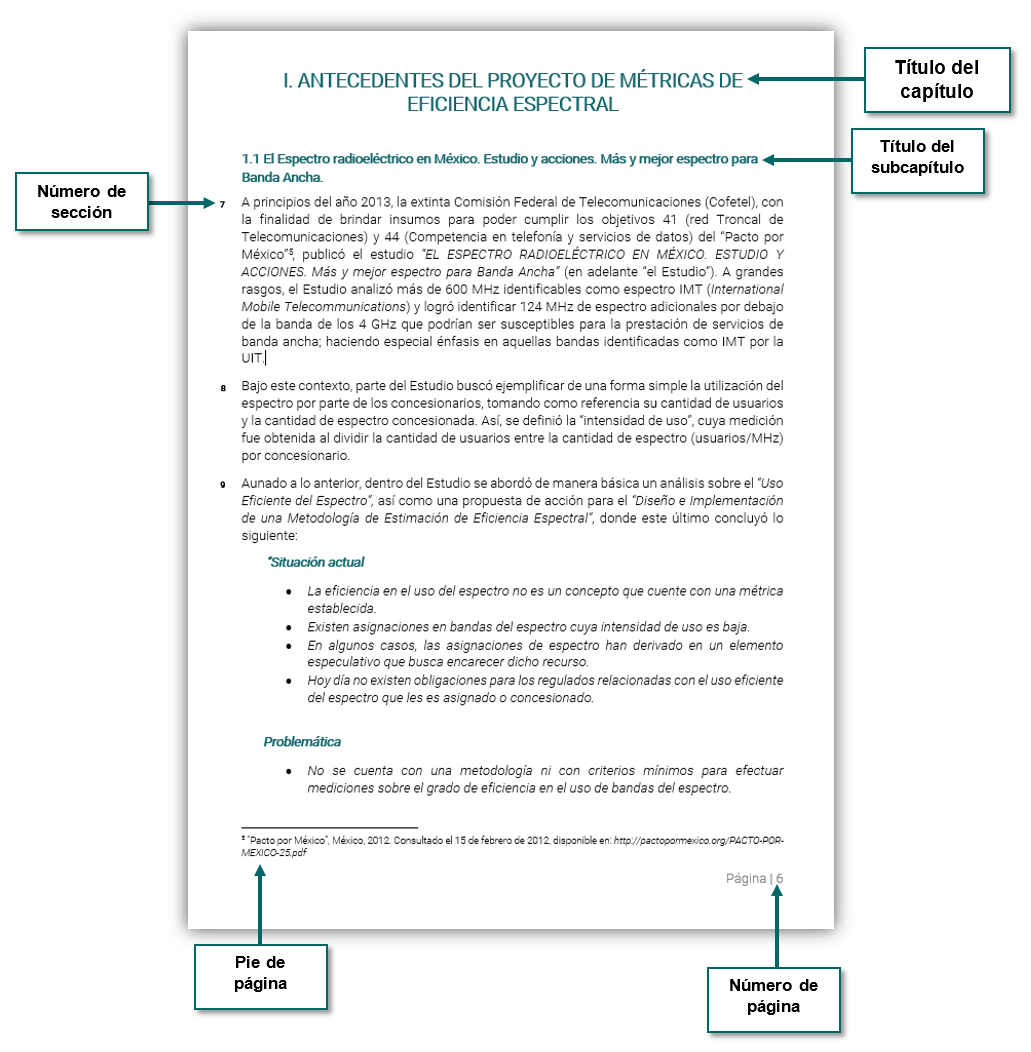 Título del
capítulo
I. ANTECEDENTES DEL PROYECTO DE MÉTRICAS DE
EFICIENCIA ESPECTRAL
Título del
subcapítulo
1.1 El Espectro radioeléctrico en México. Estudio y acciones. Más y mejor espectro para
Banda Ancha.
Número de
sección
7 A principios del año 2013, la extinta Comisión Federal de Telecomunicaciones (Cofetel), con
la finalidad de brindar insumos para poder cumplir los objetivos 41 (red Troncal de
Telecomunicaciones) y 44 (Competencia en telefonía y servicios de datos) del “Pacto por
México”5, publicó el estudio “EL ESPECTRO RADIOELÉCTRICO EN MÉXICO. ESTUDIO Y
ACCIONES. Más y mejor espectro para Banda Ancha” (en adelante “el Estudio”). A grandes
rasgos, el Estudio analizó más de 600 MHz identificables como espectro IMT (International
Mobile Telecommunications) y logró identificar 124 MHz de espectro adicionales por debajo
de la banda de los 4 GHz que podrían ser susceptibles para la prestación de servicios de
banda ancha; haciendo especial énfasis en aquellas bandas identificadas como IMT por la
UIT.
8 Bajo este contexto, parte del Estudio buscó ejemplificar de una forma simple la utilización del
espectro por parte de los concesionarios, tomando como referencia su cantidad de usuarios
y la cantidad de espectro concesionada. Así, se definió la “intensidad de uso”, cuya medición
fue obtenida al dividir la cantidad de usuarios entre la cantidad de espectro (usuarios/MHz)
por concesionario.
9 Aunado a lo anterior, dentro del Estudio se abordó de manera básica un análisis sobre el “Uso
Eficiente del Espectro”, así como una propuesta de acción para el “Diseño e Implementación
de una Metodología de Estimación de Eficiencia Espectral”, donde este último concluyó lo
siguiente:
“Situación actual
• La eficiencia en el uso del espectro no es un concepto que cuente con una métrica
establecida.
• Existen asignaciones en bandas del espectro cuya intensidad de uso es baja.
• En algunos casos, las asignaciones de espectro han derivado en un elemento
especulativo que busca encarecer dicho recurso.
• Hoy día no existen obligaciones para los regulados relacionadas con el uso eficiente
del espectro que les es asignado o concesionado.
Problemática
• No se cuenta con una metodología ni con criterios mínimos para efectuar
mediciones sobre el grado de eficiencia en el uso de bandas del espectro.
5 “Pacto por México”, México, 2012. Consultado el 15 de febrero de 2012, disponible en: http://pactopormexico.org/PACTO-POR-
MEXICO-25.pdf
Página | 6
Pie de
página
Número de
página